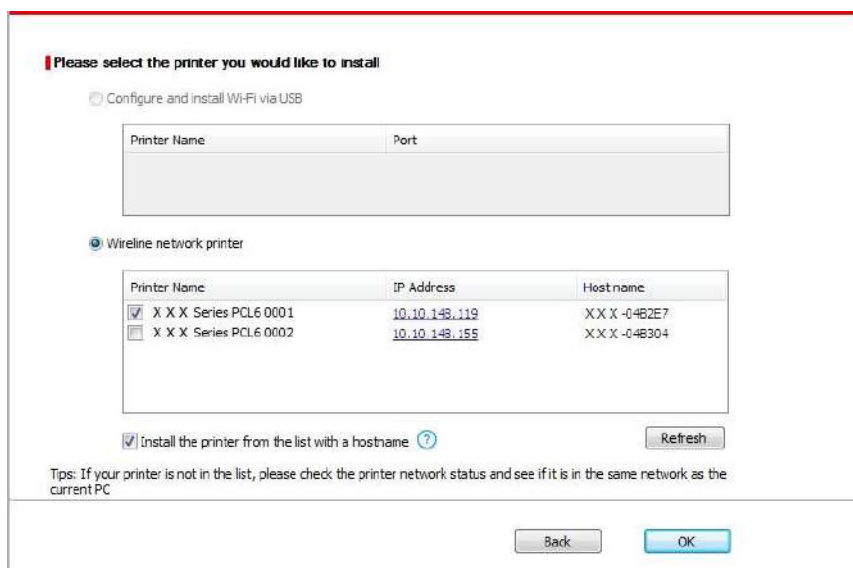 Please select the printer you would like to install
Configure and install Wi-Fi via USB
Printer Name Port
Wireline network printer
Printer Name IP Address Hostname
X X X Series PCL6 0001 10.10.148.119 X X X -04B2E7
X X X Series PCL6 0002 10.10.148.155 X X X -04B304
Install the printer from the list with a hostname ? Refresh
Tips: If your printer is not in the list, please check the printer network status and see if it is in the same network as the
current PC
Back OK